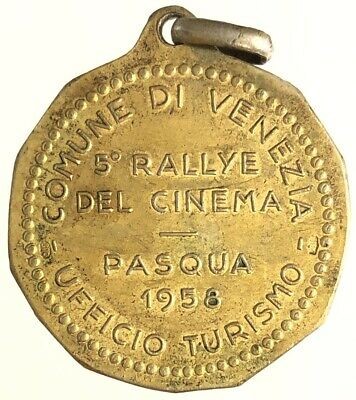 COMUNE DI VENEZIA
5° RALLYE
DEL CINEMA
—
PASQUA
1958
= UFFICIO TURISMO =